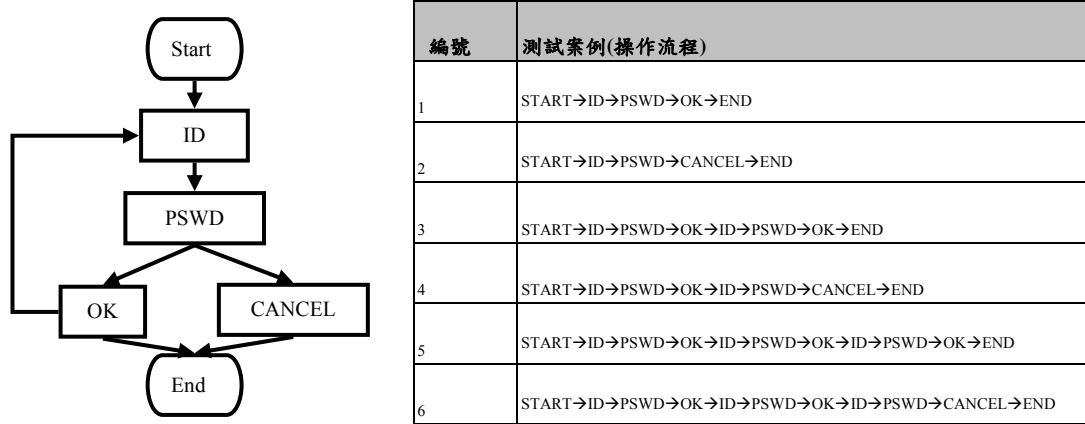 Start
ID
PSWD
OK
CANCEL
End
編號
測試案例(操作流程)
1
START→ID→PSWD→OK→END
2
START→ID→PSWD→CANCEL→END
3
START→ID→PSWD→OK→ID→PSWD→OK→END
4
START→ID→PSWD→OK→ID→PSWD→CANCEL→END
5
START→ID→PSWD→OK→ID→PSWD→OK→ID→PSWD→OK→END
6
START→ID→PSWD→OK→ID→PSWD→OK→ID→PSWD→CANCEL→END